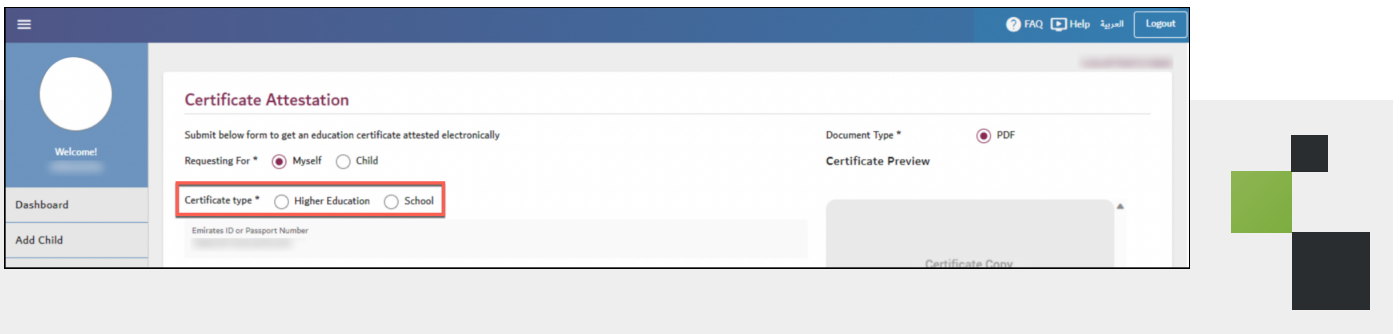 FAQ Help العربية Logout
Welcome!
Dashboard
Add Child
Certificate Attestation
Submit below form to get an education certificate attested electronically
Requesting For * Myself Child
Certificate type * Higher Education School
Emirates ID or Passport Number
Document Type * PDF
Certificate Preview
Certificate Copy